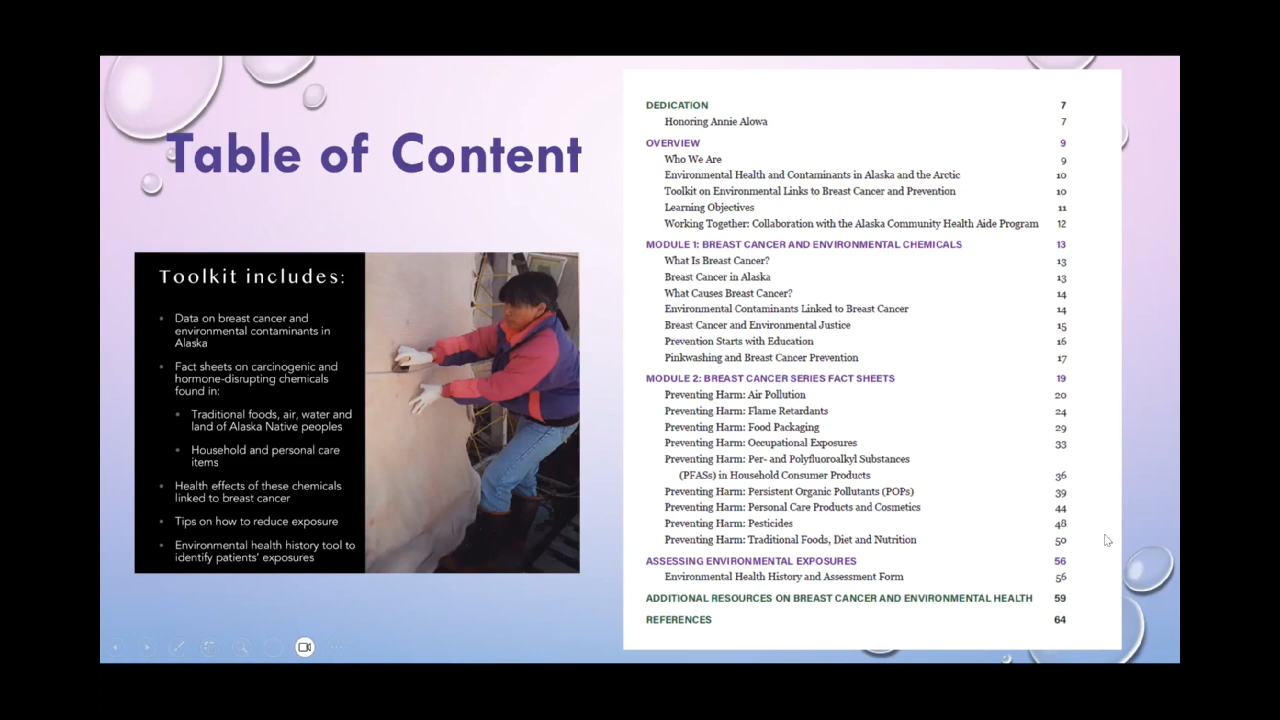 Table of Content
Toolkit includes:
• Data on breast cancer and
environmental contaminants in
Alaska
• Fact sheets on carcinogenic and
hormone-disrupting chemicals
found in:
• Traditional foods, air, water and
land of Alaska Native peoples
• Household and personal care
items
• Health effects of these chemicals
linked to breast cancer
• Tips on how to reduce exposure
• Environmental health history tool to
identify patients' exposures
DEDICATION 7
Honoring Annie Alowa 7
OVERVIEW 9
Who We Are 9
Environmental Health and Contaminants in Alaska and the Arctic 10
Toolkit on Environmental Links to Breast Cancer and Prevention 10
Learning Objectives 11
Working Together: Collaboration with the Alaska Community Health Aide Program 12
MODULE 1: BREAST CANCER AND ENVIRONMENTAL CHEMICALS 13
What Is Breast Cancer? 13
Breast Cancer in Alaska 13
What Causes Breast Cancer? 14
Environmental Contaminants Linked to Breast Cancer 14
Breast Cancer and Environmental Justice 15
Prevention Starts with Education 16
Pinkwashing and Breast Cancer Prevention 17
MODULE 2: BREAST CANCER SERIES FACT SHEETS 19
Preventing Harm: Air Pollution 20
Preventing Harm: Flame Retardants 24
Preventing Harm: Food Packaging 29
Preventing Harm: Occupational Exposures 33
Preventing Harm: Per- and Polyfluoroalkyl Substances
(PFASs) in Household Consumer Products 36
Preventing Harm: Persistent Organic Pollutants (POPs) 39
Preventing Harm: Personal Care Products and Cosmetics 44
Preventing Harm: Pesticides 48
Preventing Harm: Traditional Foods, Diet and Nutrition 50
ASSESSING ENVIRONMENTAL EXPOSURES 56
Environmental Health History and Assessment Form 56
ADDITIONAL RESOURCES ON BREAST CANCER AND ENVIRONMENTAL HEALTH 59
REFERENCES 64